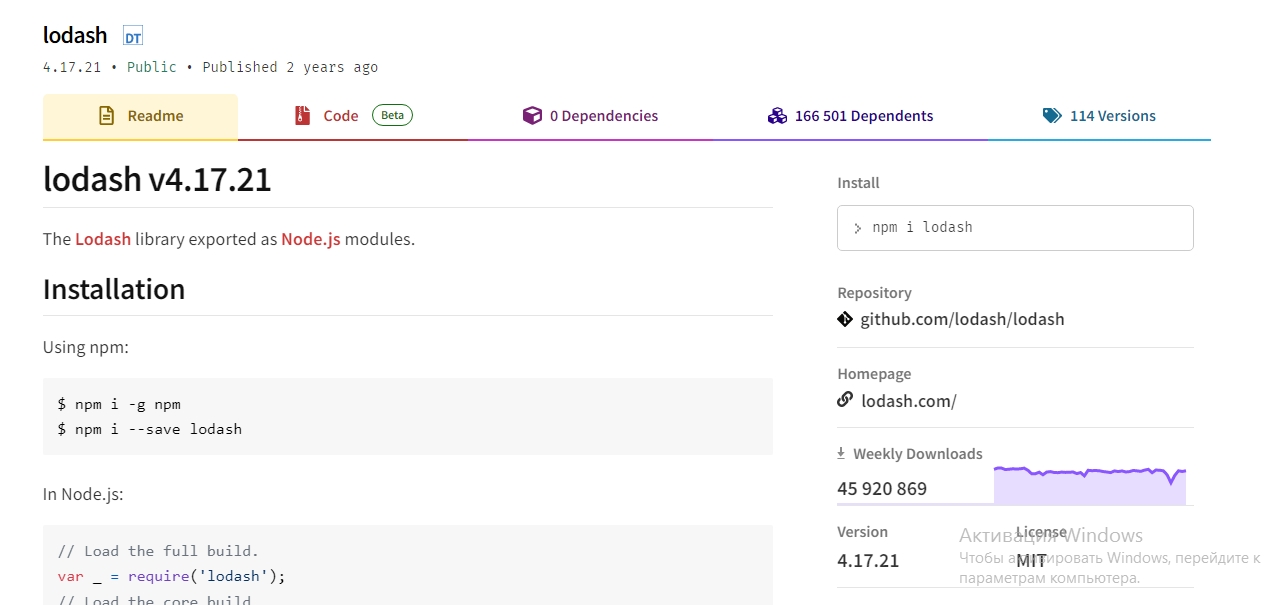 lodash DT
4.17.21 • Public • Published 2 years ago
Readme
Code Beta
0 Dependencies
166 501 Dependents
114 Versions
lodash v4.17.21
The Lodash library exported as Node.js modules.
Installation
Using npm:
$ npm i -g npm
$ npm i --save lodash
In Node.js:
// Load the full build.
var _ = require('lodash');
// Load the core build.
Install
> npm i lodash
Repository
github.com/lodash/lodash
Homepage
lodash.com/
Weekly Downloads
45 920 869
Version
4.17.21
License
MIT
Активация Windows
Чтобы активировать Windows, перейдите к
параметрам компьютера.